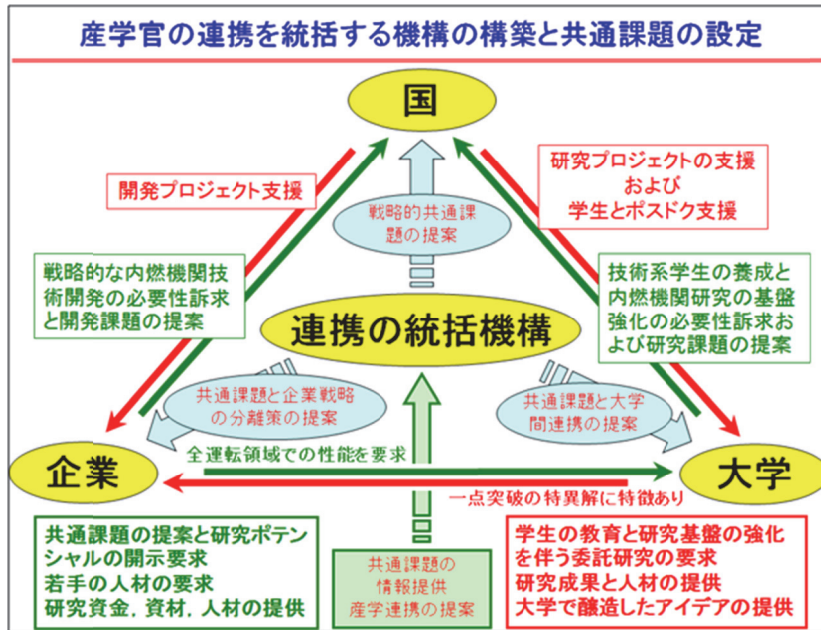 産学官の連携を統括する機構の構築と共通課題の設定
国
開発プロジェクト支援
研究プロジェクトの支援
および
学生とポスドク支援
戦略的共通課
題の提案
戦略的な内燃機関技
術開発の必要性訴求
と開発課題の提案
技術系学生の養成と
内燃機関研究の基盤
強化の必要性訴求お
よび研究課題の提案
連携の統括機構
共通課題と企業戦略
の分離策の提案
共通課題と大学
間連携の提案
企業
全運転領域での性能を要求
大学
一点突破の特異解に特徴あり
共通課題の提案と研究ポテン
シャルの開示要求
若手の人材の要求
研究資金，資材，人材の提供
共通課題の
情報提供
産学連携の提案
学生の教育と研究基盤の強化
を伴う委託研究の要求
研究成果と人材の提供
大学で醸造したアイデアの提供